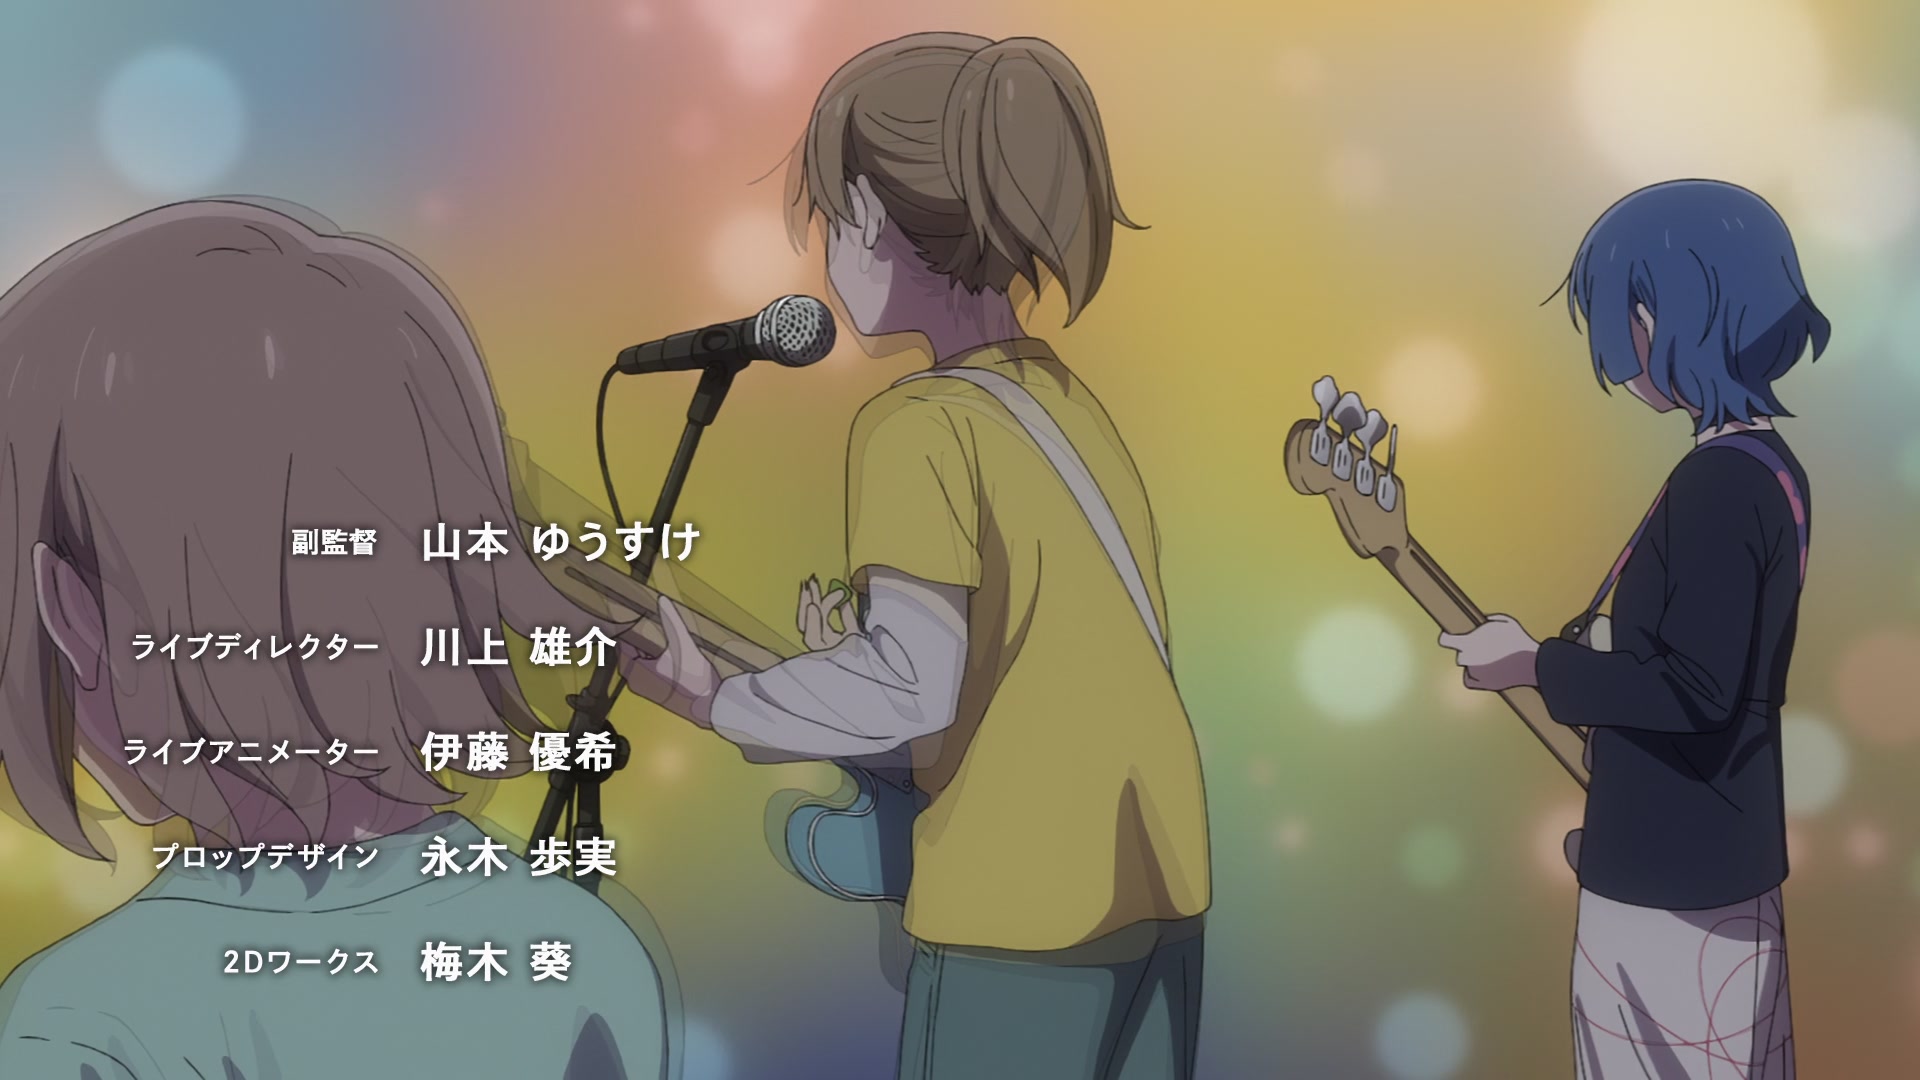 副監督 山本 ゆうすけ
ライブディレクター 川上 雄介
ライブアニメーター 伊藤 優希
プロップデザイン 永木 歩実
2Dワークス 梅木 葵